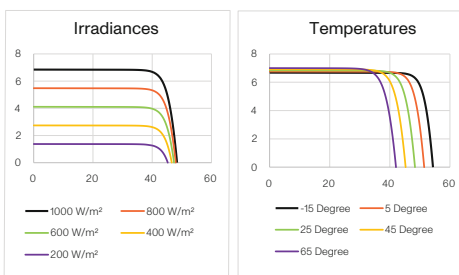 Irradiances
8
6
4
2
0
0 20 40 60
1000 W/m² 800 W/m²
600 W/m² 400 W/m²
200 W/m²
Temperatures
8
6
4
2
0
0 20 40 60
-15 Degree 5 Degree
25 Degree 45 Degree
65 Degree